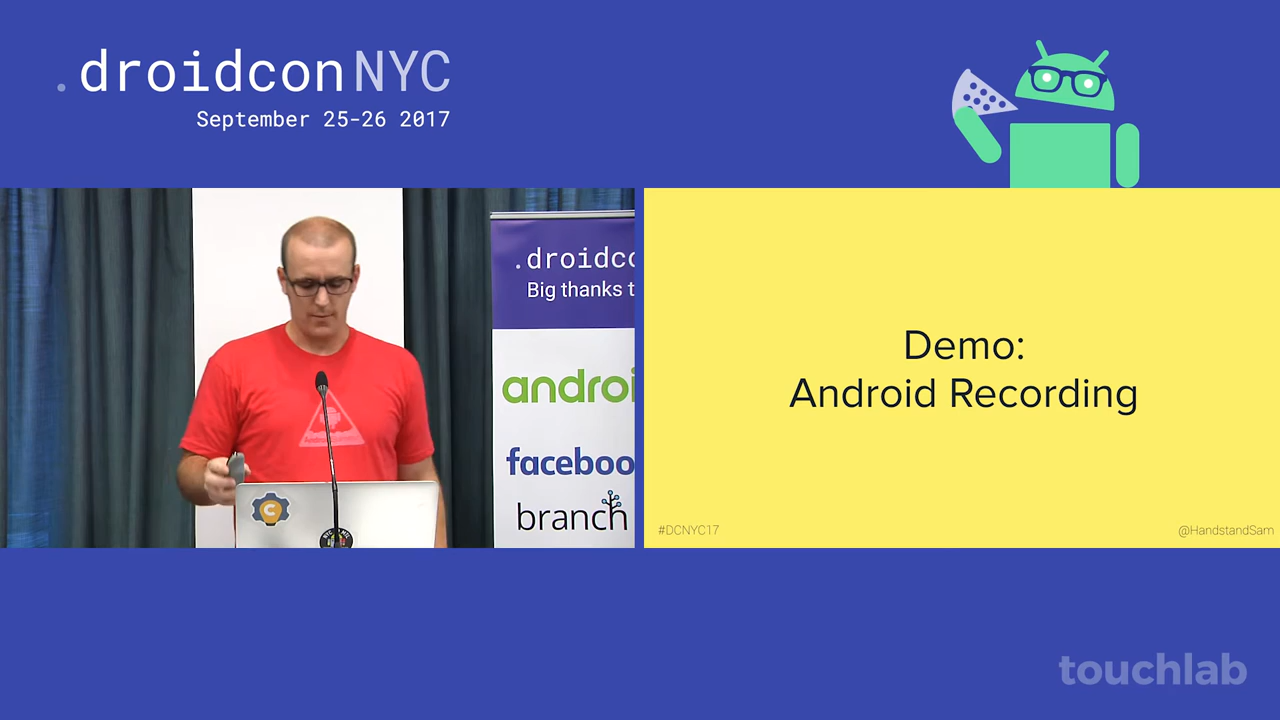 .droidcon NYC
September 25-26 2017
.droidco
Big thanks t
androi
faceboo
branch
C
Demo:
Android Recording
#DCNYC17
@HandstandSam
touchlab